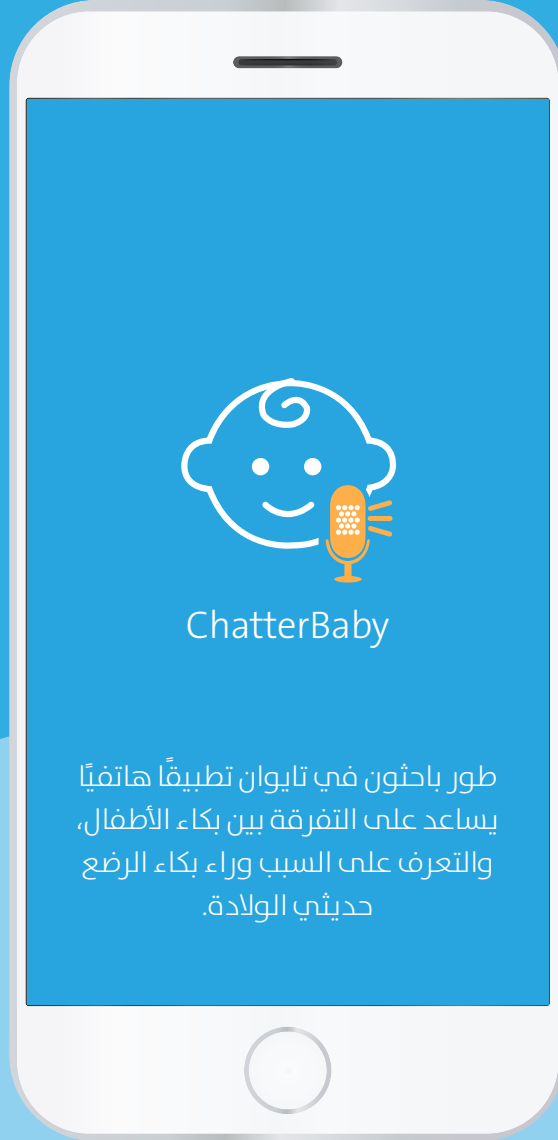 ChatterBaby
طور باحثون في تايوان تطبيقًا هاتفيًا
يساعد على التفرقة بين بكاء الأطفال،
والتعرف على السبب وراء بكاء الرضع
حديثي الولادة.